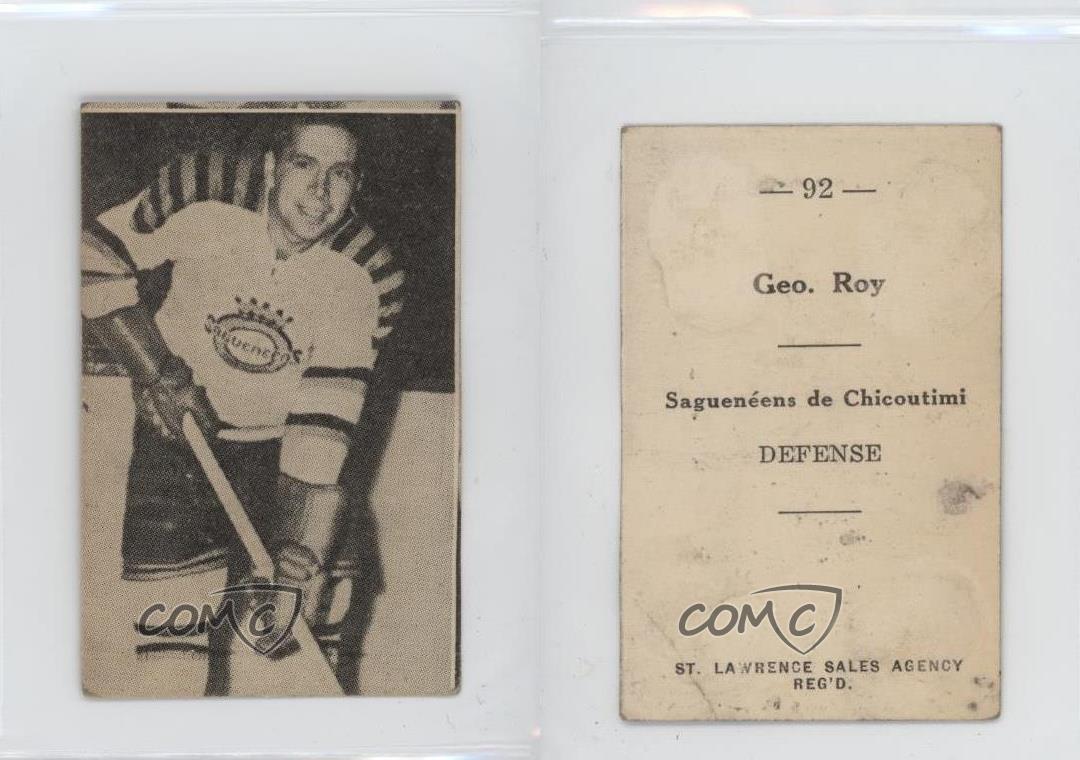 SAGUENEENS
COMC
— 92 —
Geo. Roy
Saguenéens de Chicoutimi
DEFENSE
COMC
ST. LAWRENCE SALES AGENCY
REG'D.